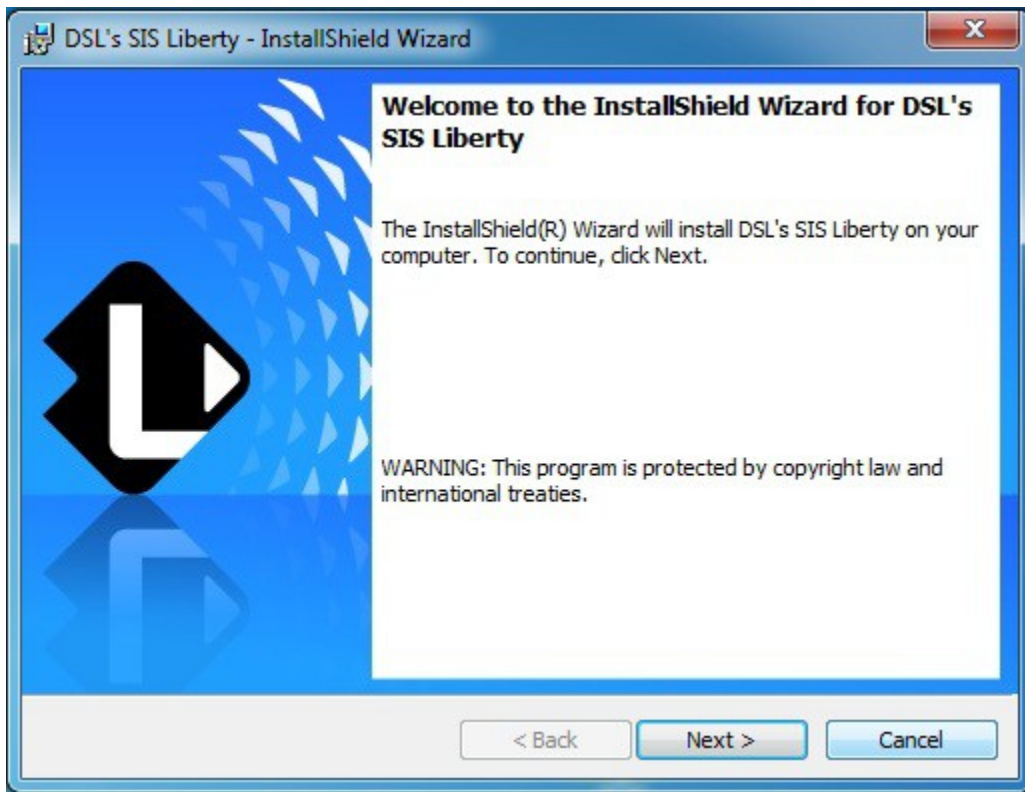 DSL's SIS Liberty - InstallShield Wizard
Welcome to the InstallShield Wizard for DSL's
SIS Liberty
The InstallShield(R) Wizard will install DSL's SIS Liberty on your
computer. To continue, click Next.
WARNING: This program is protected by copyright law and
international treaties.
< Back
Next >
Cancel